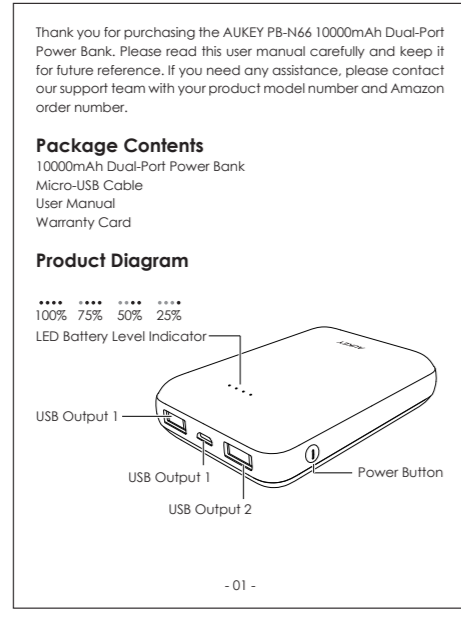 Thank you for purchasing the AUKEY PB-N66 10000mAh Dual-Port
Power Bank. Please read this user manual carefully and keep it
for future reference. If you need any assistance, please contact
our support team with your product model number and Amazon
order number.
Package Contents
10000mAh Dual-Port Power Bank
Micro-USB Cable
User Manual
Warranty Card
Product Diagram
100% 75% 50% 25%
LED Battery Level Indicator
AUKEY
USB Output 1
USB Output 1
Power Button
USB Output 2
- 01 -